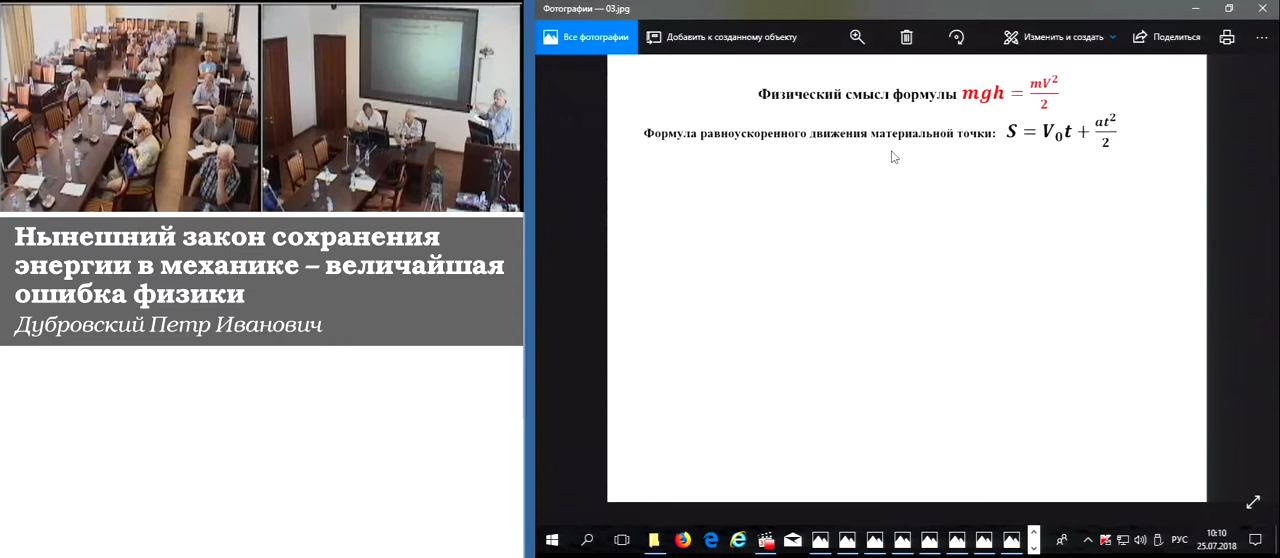 Фотографии — 03.jpg
Все фотографии
Добавить к созданному объекту
Изменить и создать
Поделиться
Физический смысл формулы mgh = mV²/2
Формула равноускоренного движения материальной точки: S = V₀t + at²/2
Нынешний закон сохранения
энергии в механике – величайшая
ошибка физики
Дубровский Петр Иванович
РУС
10:10
25.07.2018